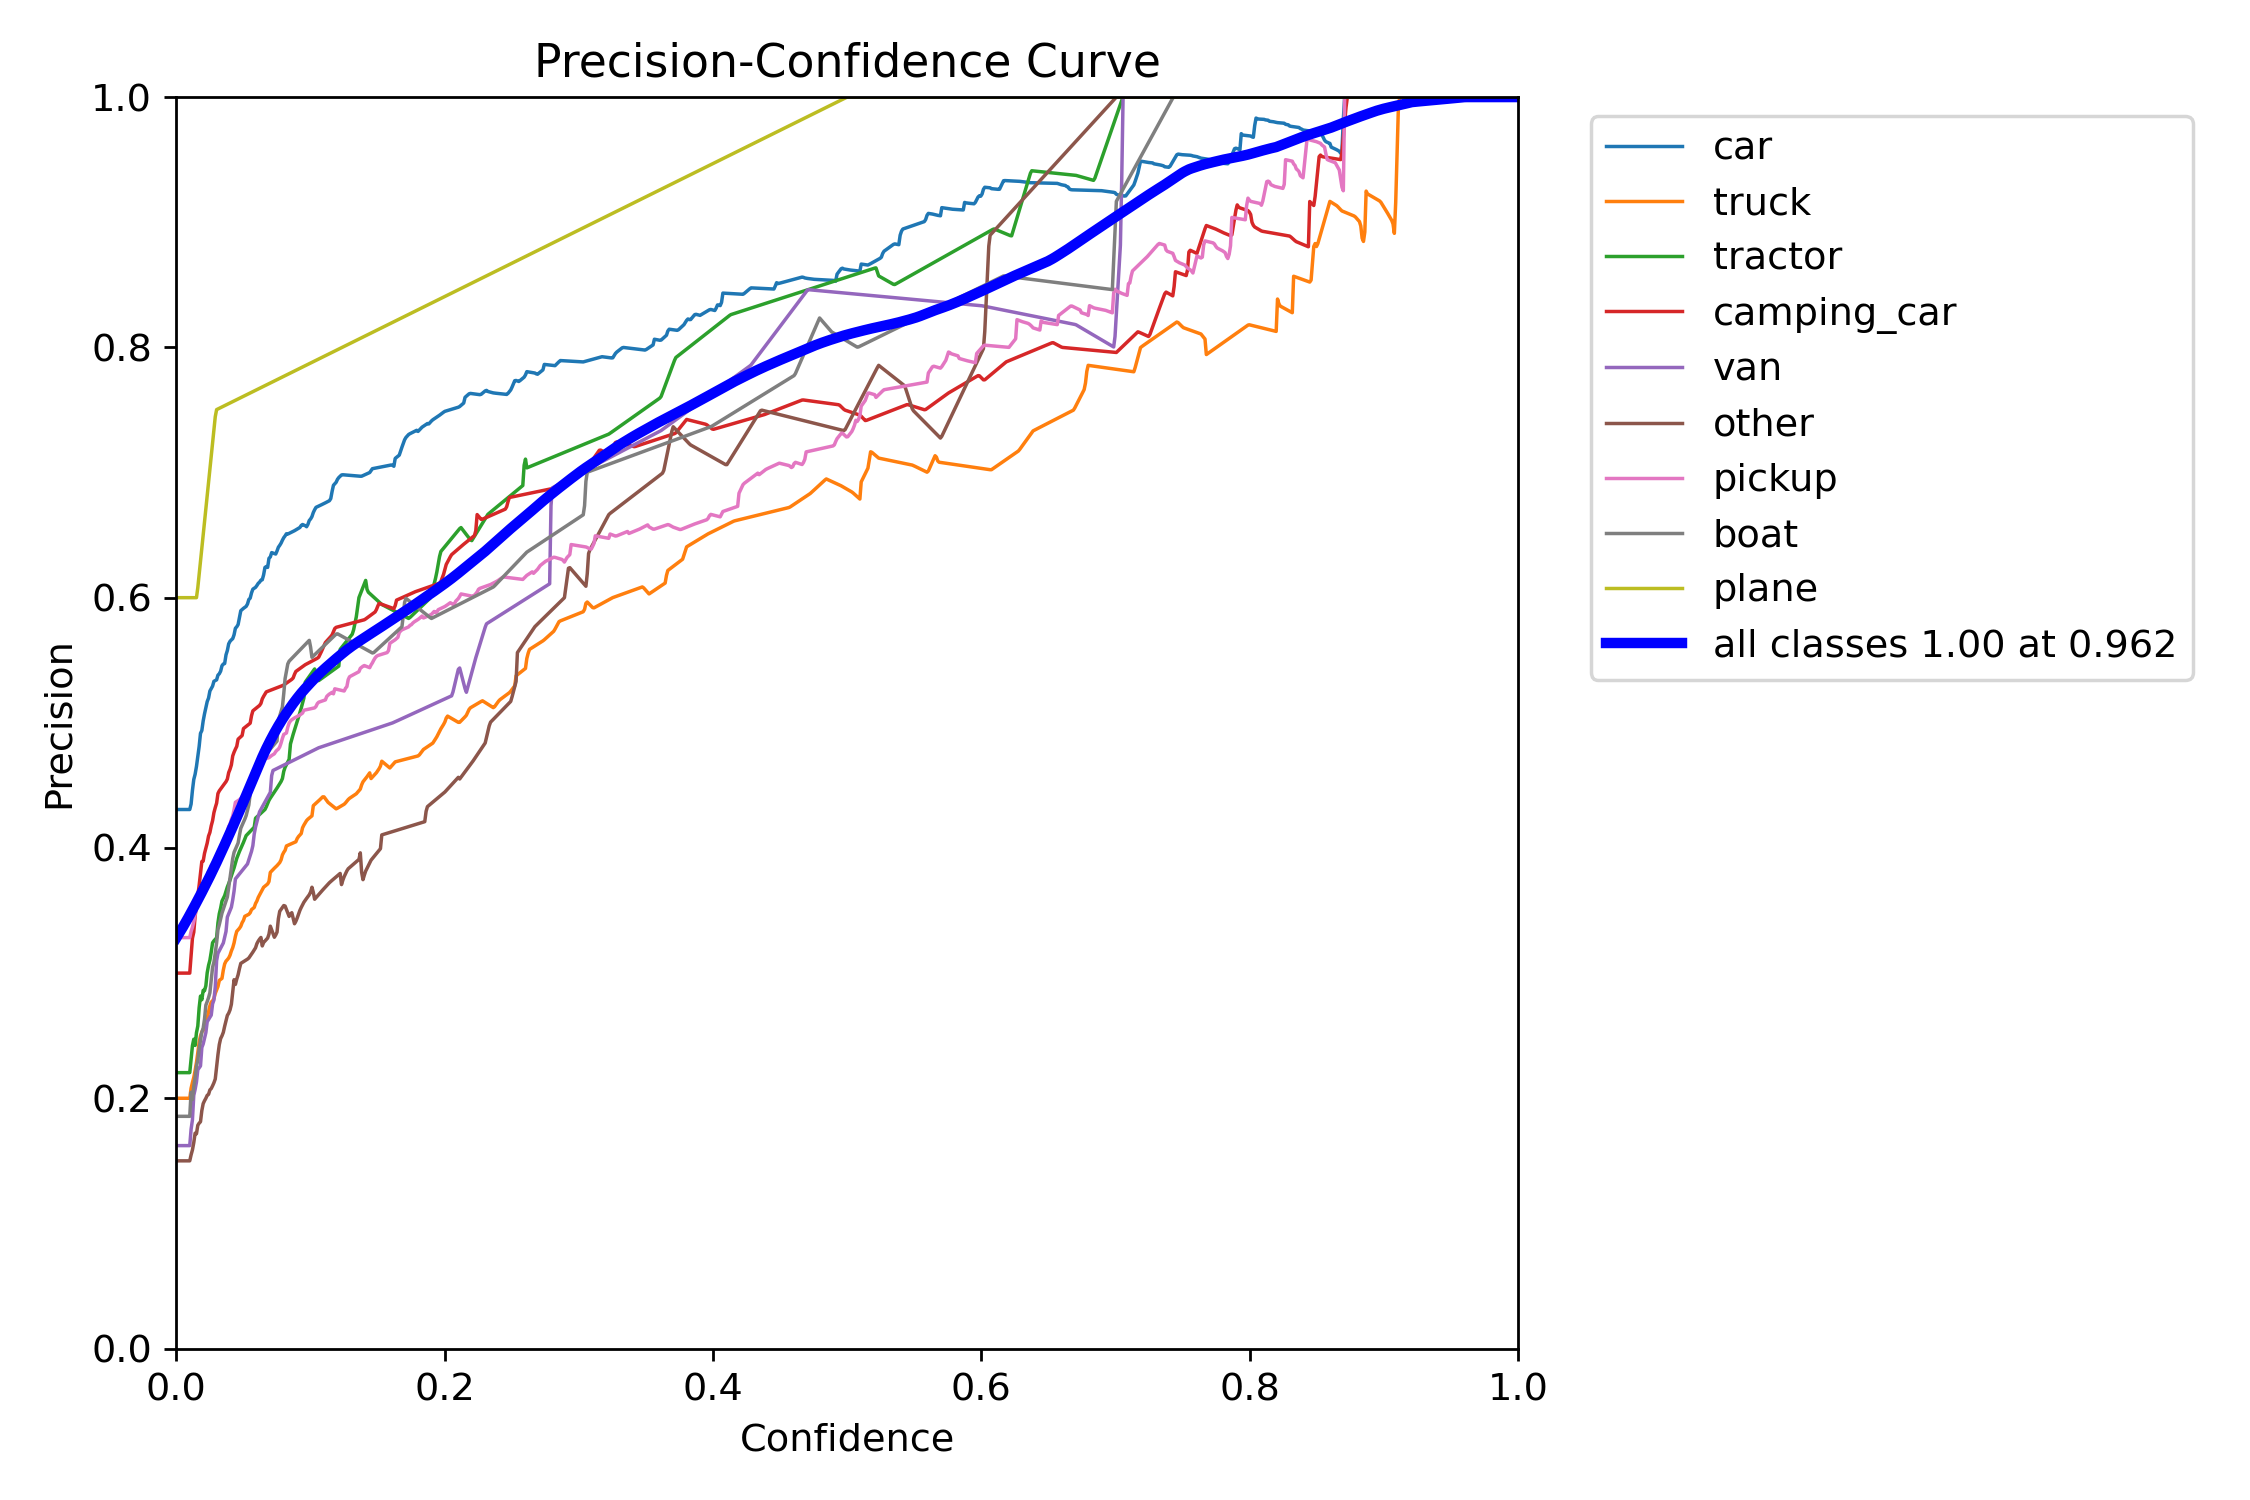 Precision-Confidence Curve
1.0
0.8
0.6
0.4
0.2
0.0
Precision
0.0 0.2 0.4 0.6 0.8 1.0
Confidence
car
truck
tractor
camping_car
van
other
pickup
boat
plane
all classes 1.00 at 0.962